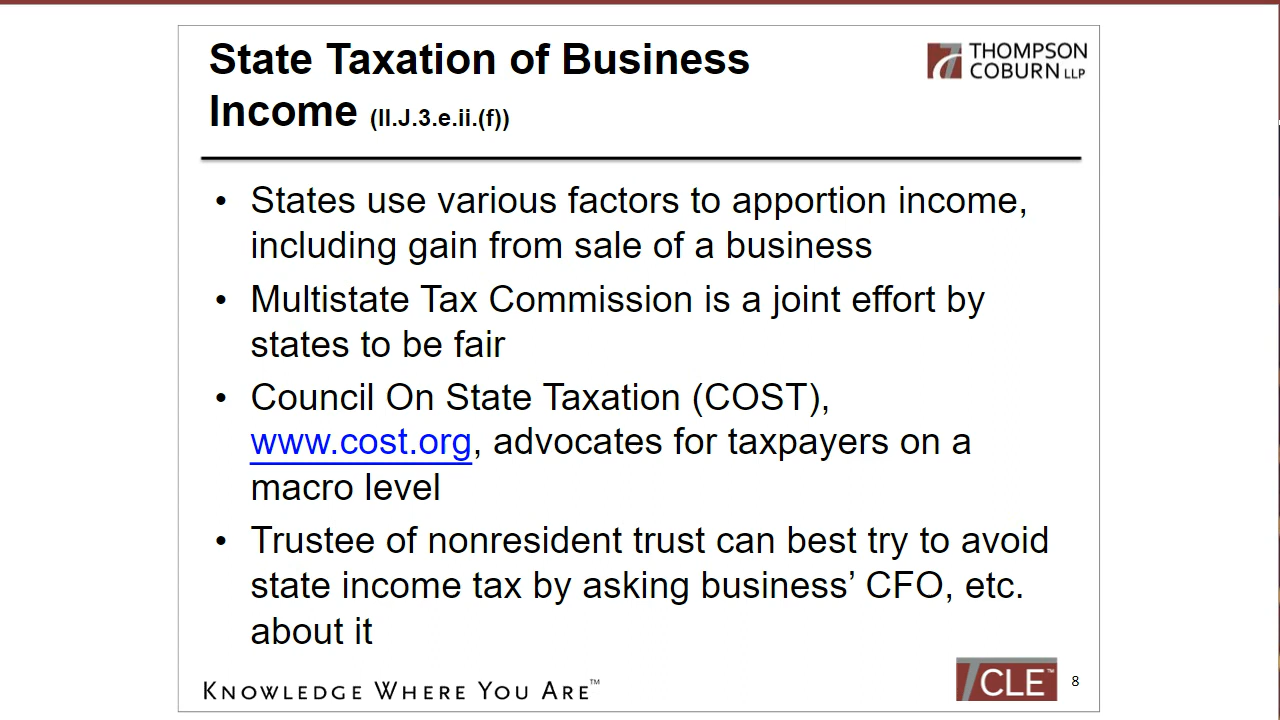 State Taxation of Business
Income (II.J.3.e.ii.(f))
THOMPSON
COBURN LLP
• States use various factors to apportion income,
including gain from sale of a business
• Multistate Tax Commission is a joint effort by
states to be fair
• Council On State Taxation (COST),
www.cost.org, advocates for taxpayers on a
macro level
• Trustee of nonresident trust can best try to avoid
state income tax by asking business’ CFO, etc.
about it
KNOWLEDGE WHERE YOU ARE™
CLE™
8